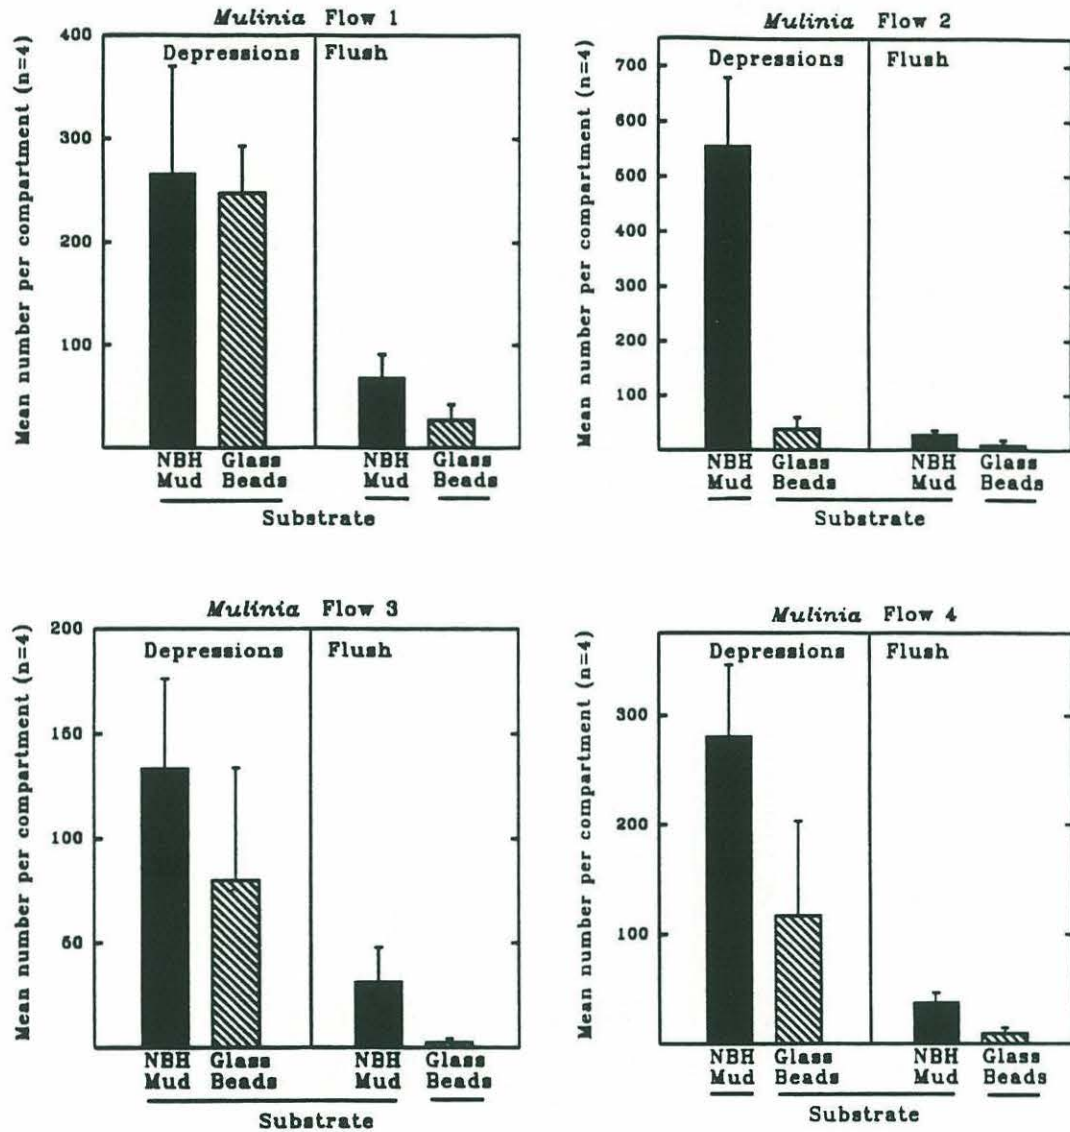 Mulinia Flow 1
Mean number per compartment (n=4)
400
300
200
100
Depressions
Flush
NBH Glass NBH Glass
Mud Beads Mud Beads
Substrate
Mulinia Flow 2
Mean number per compartment (n=4)
700
600
500
400
300
200
100
Depressions
Flush
NBH Glass NBH Glass
Mud Beads Mud Beads
Substrate
Mulinia Flow 3
Mean number per compartment (n=4)
200
150
100
50
Depressions
Flush
NBH Glass NBH Glass
Mud Beads Mud Beads
Substrate
Mulinia Flow 4
Mean number per compartment (n=4)
300
200
100
Depressions
Flush
NBH Glass NBH Glass
Mud Beads Mud Beads
Substrate